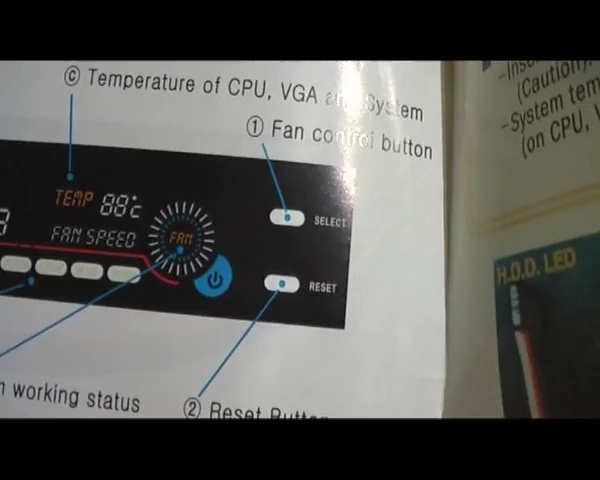 ⓒ Temperature of CPU, VGA and System
① Fan control button
TEMP 88°c
FAN SPEED
FAN
SELECT
RESET
working status
② Reset Button
(Caution)
-System tem
(on CPU, V
H.D.D. LED